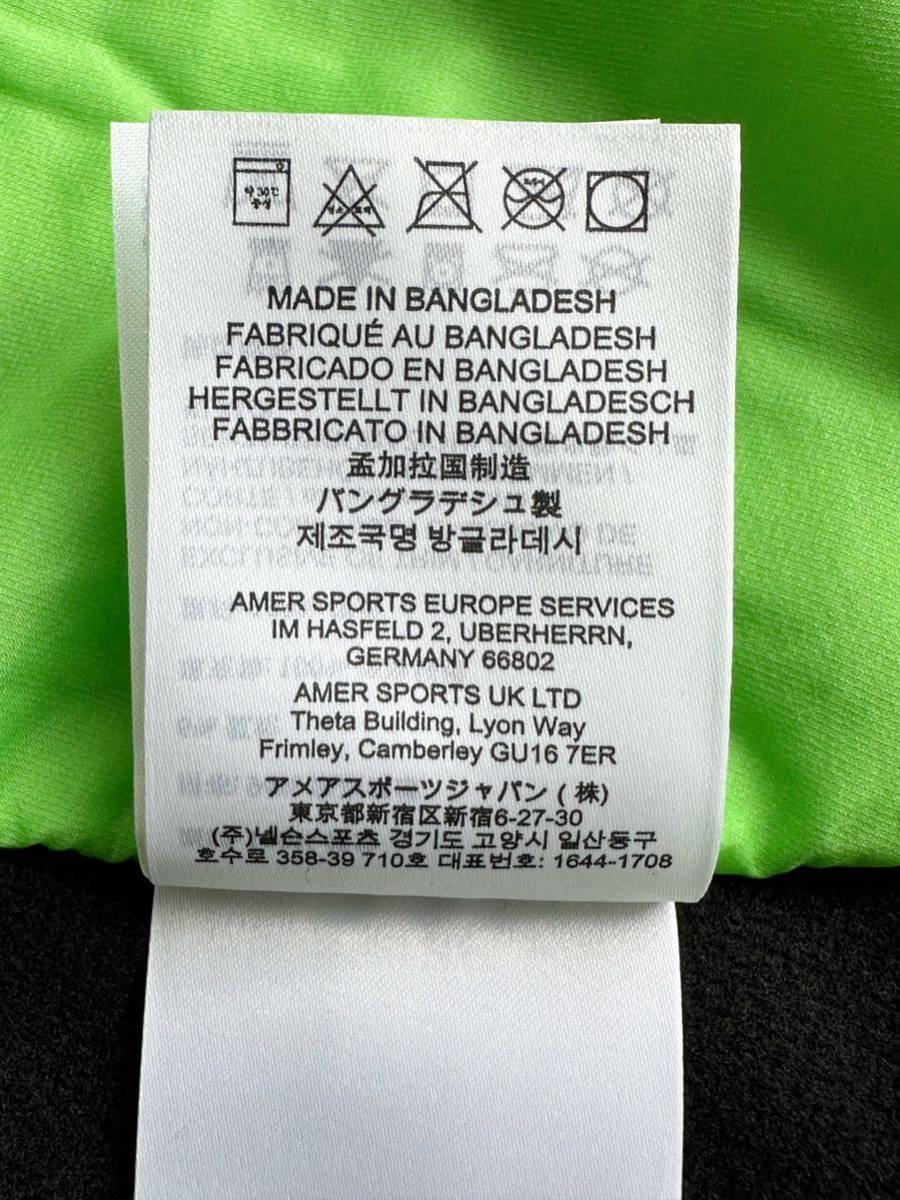 약 30℃
중성
MADE IN BANGLADESH
FABRIQUÉ AU BANGLADESH
FABRICADO EN BANGLADESH
HERGESTELLT IN BANGLADESCH
FABBRICATO IN BANGLADESH
孟加拉国制造
バングラデシュ製
제조국명 방글라데시
AMER SPORTS EUROPE SERVICES
IM HASFELD 2, UBERHERRN,
GERMANY 66802
AMER SPORTS UK LTD
Theta Building, Lyon Way
Frimley, Camberley GU16 7ER
アメアスポーツジャパン (株)
東京都新宿区新宿6-27-30
(주)넬슨스포츠 경기도 고양시 일산동구
호수로 358-39 710호 대표번호: 1644-1708